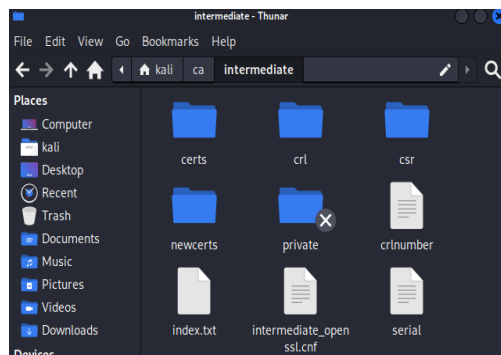 intermediate - Thunar
File Edit View Go Bookmarks Help
kali ca intermediate
Places
Computer
kali
Desktop
Recent
Trash
Documents
Music
Pictures
Videos
Downloads
Devices
certs crl csr
newcerts private crlnumber
index.txt intermediate_open serial
ssl.cnf